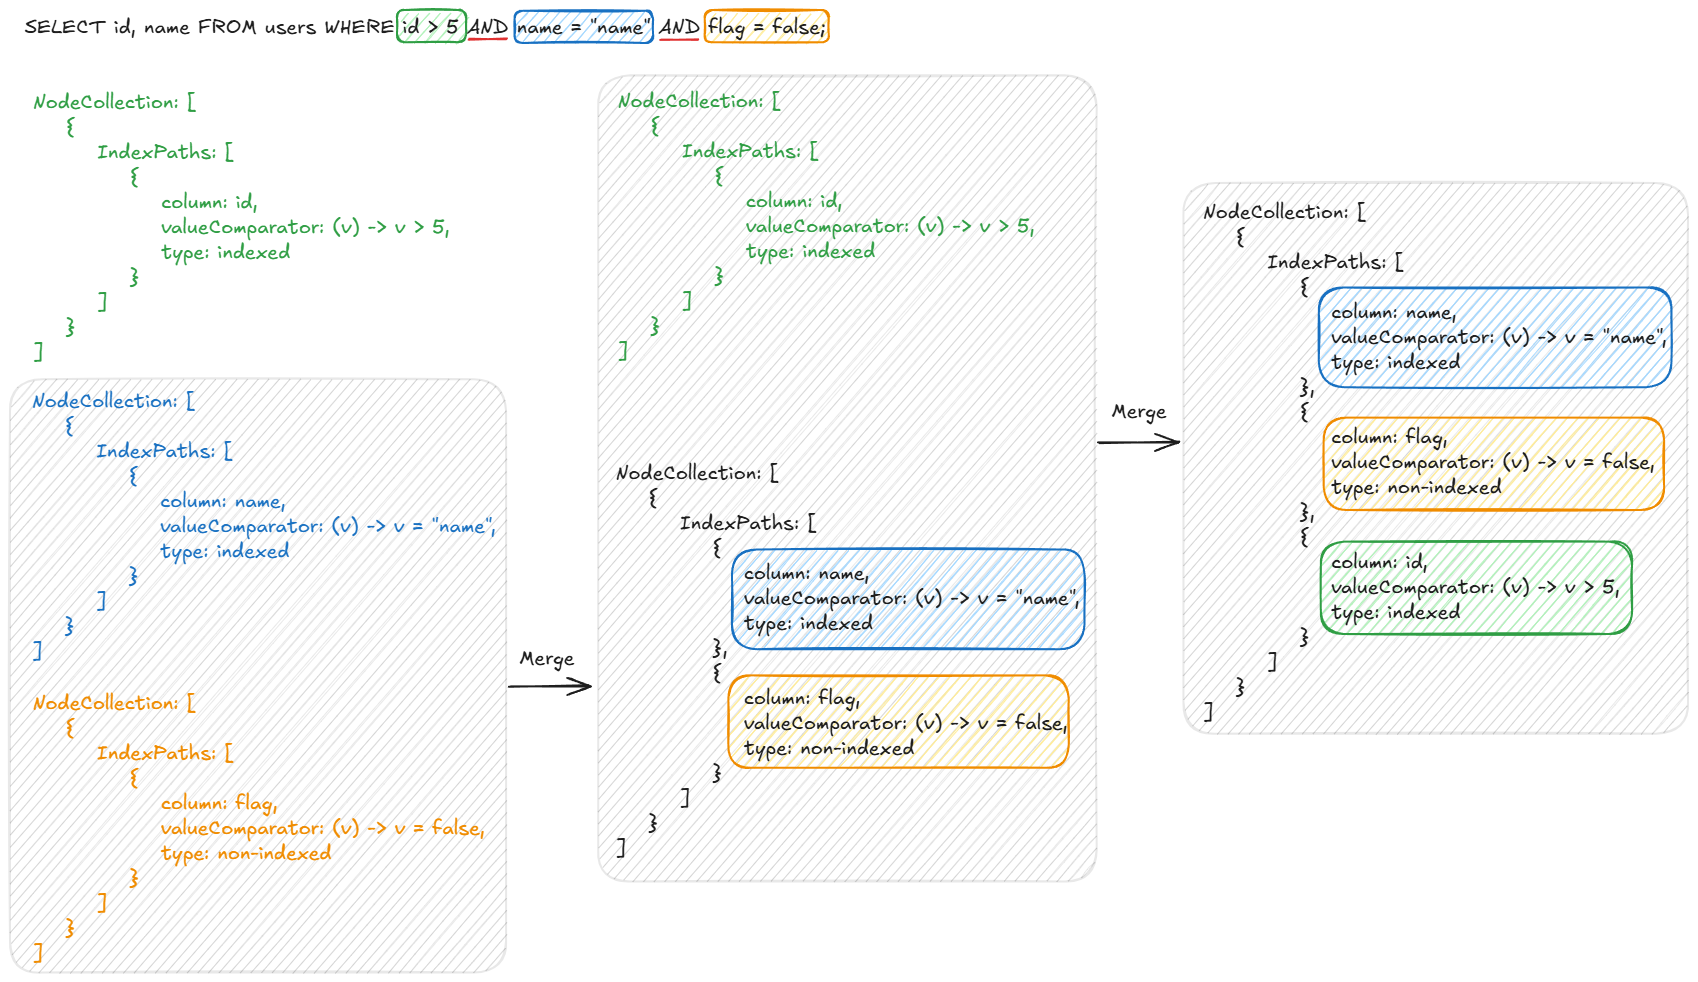 SELECT id, name FROM users WHERE id > 5 AND name = "name" AND flag = false;
NodeCollection: [
{
IndexPaths: [
{
column: id,
valueComparator: (v) -> v > 5,
type: indexed
}
]
}
]
NodeCollection: [
{
IndexPaths: [
{
column: name,
valueComparator: (v) -> v = "name",
type: indexed
}
]
}
]
NodeCollection: [
{
IndexPaths: [
{
column: flag,
valueComparator: (v) -> v = false,
type: non-indexed
}
]
}
]
Merge
NodeCollection: [
{
IndexPaths: [
{
column: id,
valueComparator: (v) -> v > 5,
type: indexed
}
]
}
]
NodeCollection: [
{
IndexPaths: [
{
column: name,
valueComparator: (v) -> v = "name",
type: indexed
},
{
column: flag,
valueComparator: (v) -> v = false,
type: non-indexed
}
]
}
]
Merge
NodeCollection: [
{
IndexPaths: [
{
column: name,
valueComparator: (v) -> v = "name",
type: indexed
},
{
column: flag,
valueComparator: (v) -> v = false,
type: non-indexed
},
{
column: id,
valueComparator: (v) -> v > 5,
type: indexed
}
]
}
]